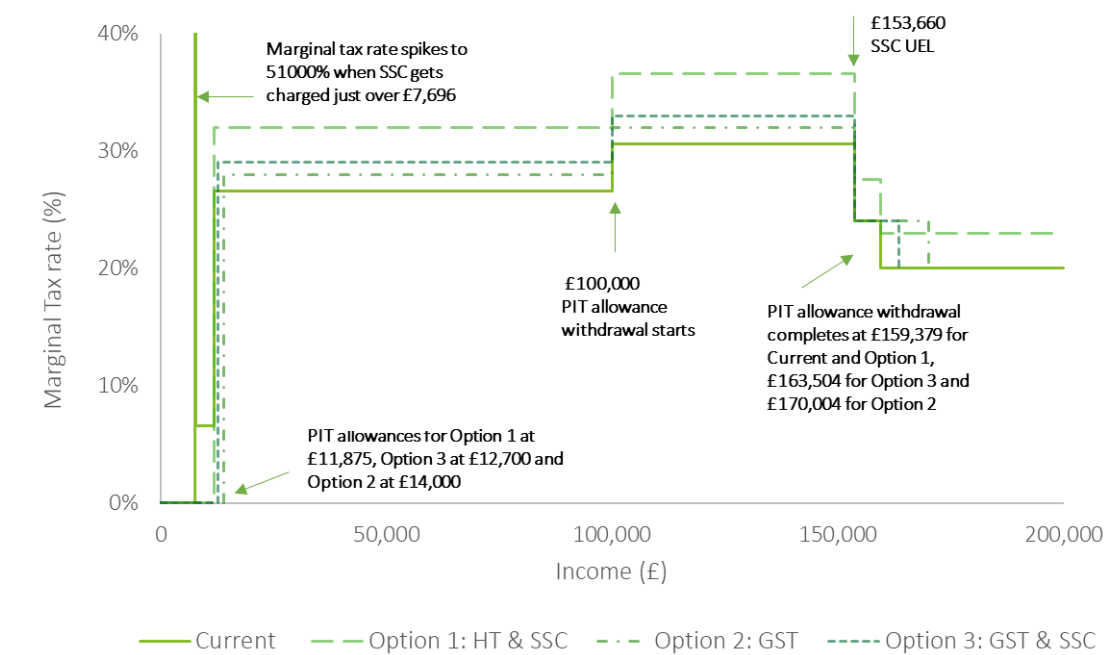 40%
30%
20%
10%
0%
Marginal Tax rate (%)
Marginal tax rate spikes to
51000% when SSC gets
charged just over £7,696
£153,660
SSC UEL
£100,000
PIT allowance
withdrawal starts
PIT allowance withdrawal
completes at £159,379 for
Current and Option 1,
£163,504 for Option 3 and
£170,004 for Option 2
PIT allowances for Option 1 at
£11,875, Option 3 at £12,700 and
Option 2 at £14,000
0 50,000 100,000 150,000 200,000
Income (£)
Current Option 1: HT & SSC Option 2: GST Option 3: GST & SSC